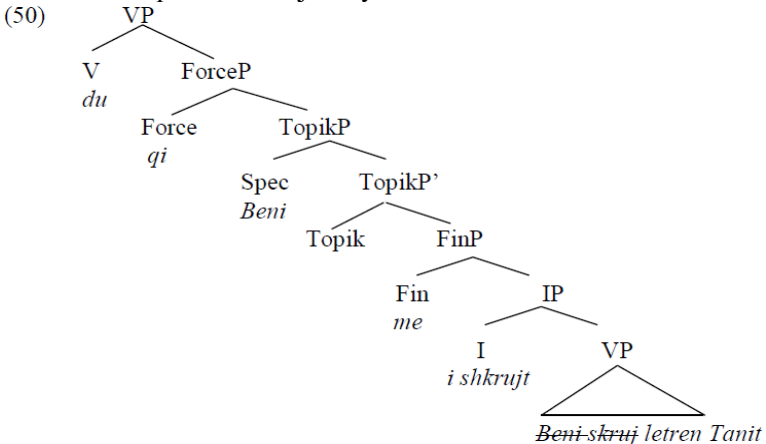 (50) VP
V ForceP
du
Force TopikP
qi
Spec TopikP’
Beni
Topik FinP
Fin IP
me
I VP
i shkrujt
Beni skruj letren Tanit